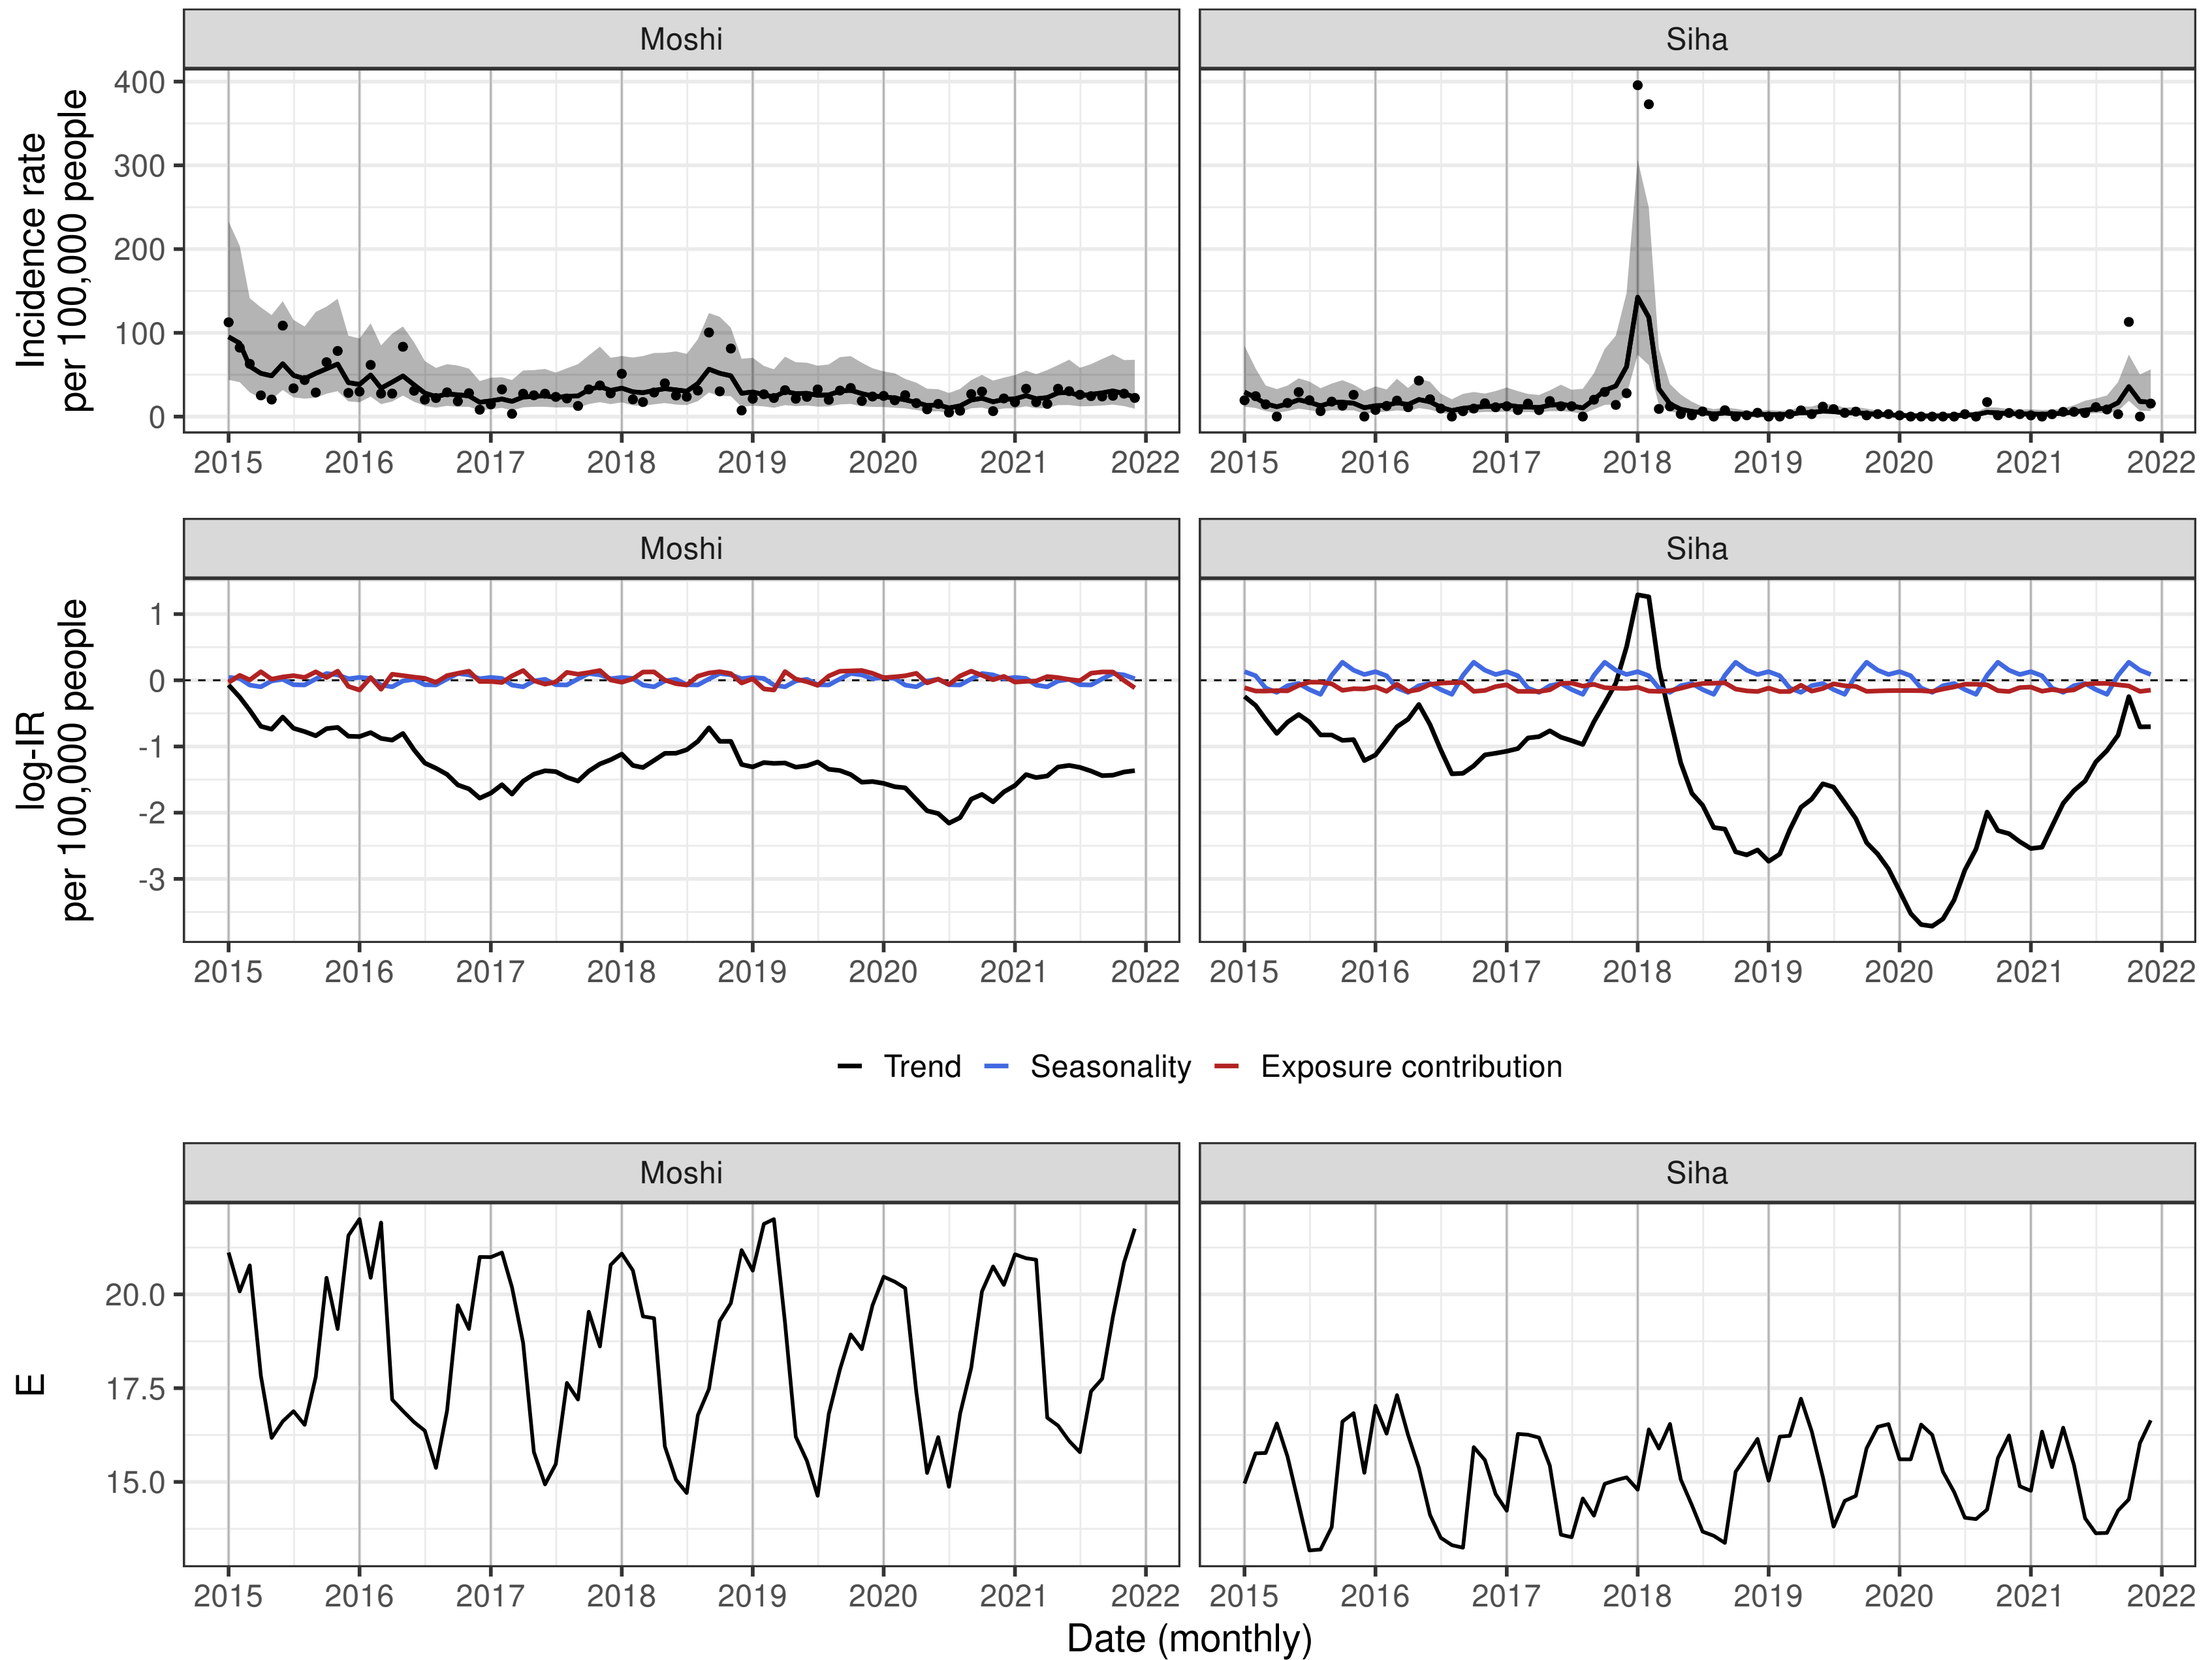 Moshi
Siha
Incidence rate
per 100,000 people
400
300
200
100
0
2015 2016 2017 2018 2019 2020 2021 2022
2015 2016 2017 2018 2019 2020 2021 2022
Moshi
Siha
log-IR
per 100,000 people
1
0
-1
-2
-3
2015 2016 2017 2018 2019 2020 2021 2022
2015 2016 2017 2018 2019 2020 2021 2022
Trend Seasonality Exposure contribution
Moshi
Siha
E
20.0
17.5
15.0
2015 2016 2017 2018 2019 2020 2021 2022
2015 2016 2017 2018 2019 2020 2021 2022
Date (monthly)